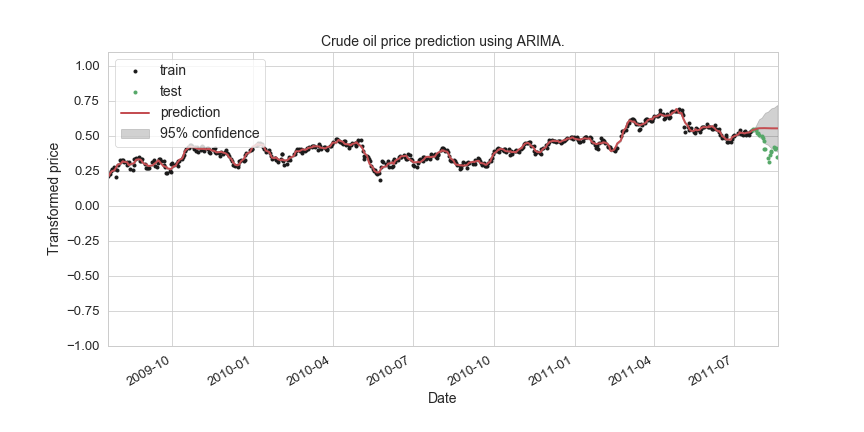 Crude oil price prediction using ARIMA.
1.00
0.75
0.50
0.25
0.00
−0.25
−0.50
−0.75
−1.00
Transformed price
train
test
prediction
95% confidence
2009-10
2010-01
2010-04
2010-07
2010-10
2011-01
2011-04
2011-07
Date